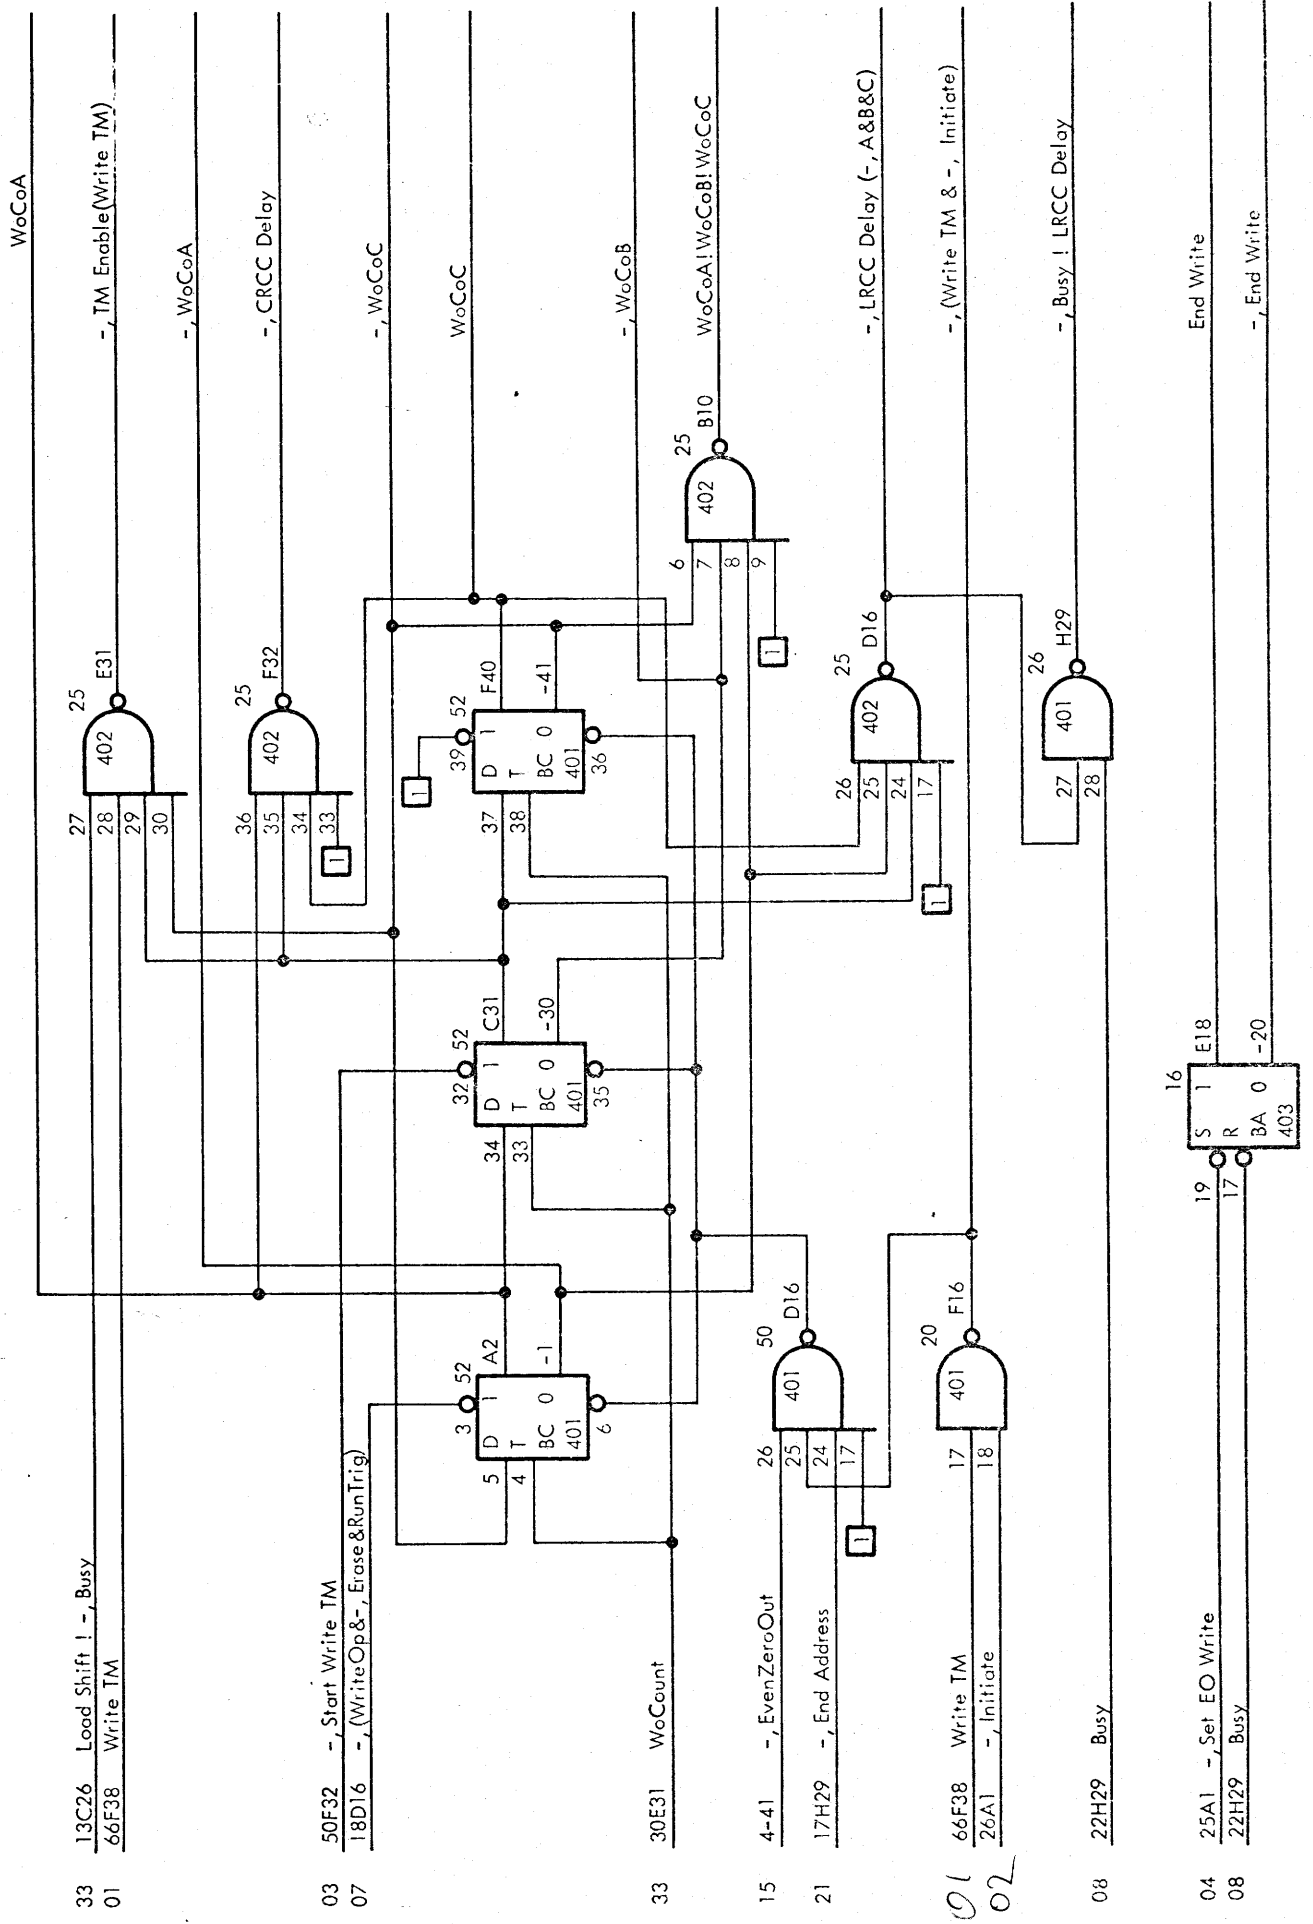 33 13C26 Load Shift ! -, Busy
01 66F38 Write TM
03 50F32 -, Start Write TM
07 18D16 -, (WriteOp&-, Erase &RunTrig)
33 30E31 WoCount
15 4-41 -, EvenZeroOut
21 17H29 -, End Address
01 66F38 Write TM
02 26A1 -, Initiate
08 22H29 Busy
04 25A1 -, Set EO Write
08 22H29 Busy
27
28
29
30
402
25
E31
36
35
34
33
1
402
25
F32
5
4
3
D 1
T
BC 0
401
52
6
A2
-1
34
33
32
D 1
T
BC 0
401
52
35
C31
-30
37
38
39
1
D 1
T
BC 0
401
52
36
F40
-41
6
7
8
9
1
402
25
B10
26
25
24
17
1
401
50
D16
17
18
401
20
F16
26
25
24
17
1
402
25
D16
27
28
401
26
H29
19
17
S 1
R
BA 0
403
16
E18
-20
WoCoA
-, TM Enable(Write TM)
-, WoCoA
-, CRCC Delay
-, WoCoC
WoCoC
-, WoCoB
WoCoA! WoCoB! WoCoC
-, LRCC Delay (-, A&B&C)
-, (Write TM & -, Initiate)
-, Busy ! LRCC Delay
End Write
-, End Write